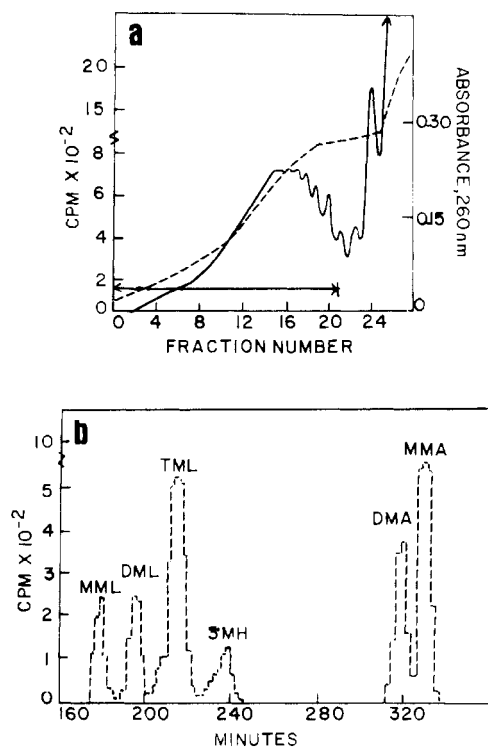 a
20
15
8
6
4
2
0
CPM X 10⁻²
0.30
0.15
0
ABSORBANCE, 260 nm
0 4 8 12 16 20 24
FRACTION NUMBER
b
10
5
4
3
2
1
0
CPM X 10⁻²
MML
DML
TML
3MH
DMA
MMA
160 200 240 280 320
MINUTES